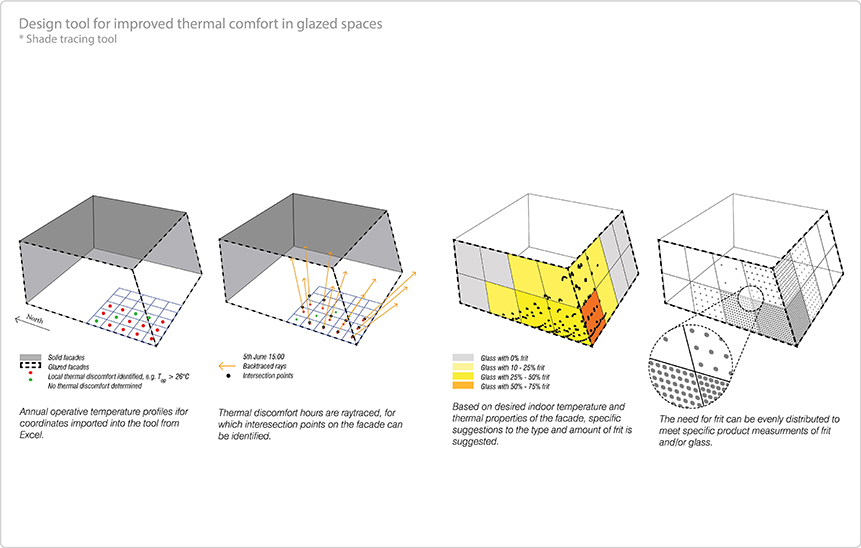 Design tool for improved thermal comfort in glazed spaces
* Shade tracing tool
North
Solid facades
Glazed facades
Local thermal discomfort identified, e.g. Top > 26°C
No thermal discomfort determined
Annual operative temperature profiles ifor
coordinates imported into the tool from
Excel.
5th June 15:00
Backtraced rays
Intersection points
Thermal discomfort hours are raytraced, for
which interesection points on the facade can
be identified.
Glass with 0% frit
Glass with 10 - 25% frit
Glass with 25% - 50% frit
Glass with 50% - 75% frit
Based on desired indoor temperature and
thermal properties of the facade, specific
suggestions to the type and amount of frit is
suggested.
The need for frit can be evenly distributed to
meet specific product measurments of frit
and/or glass.